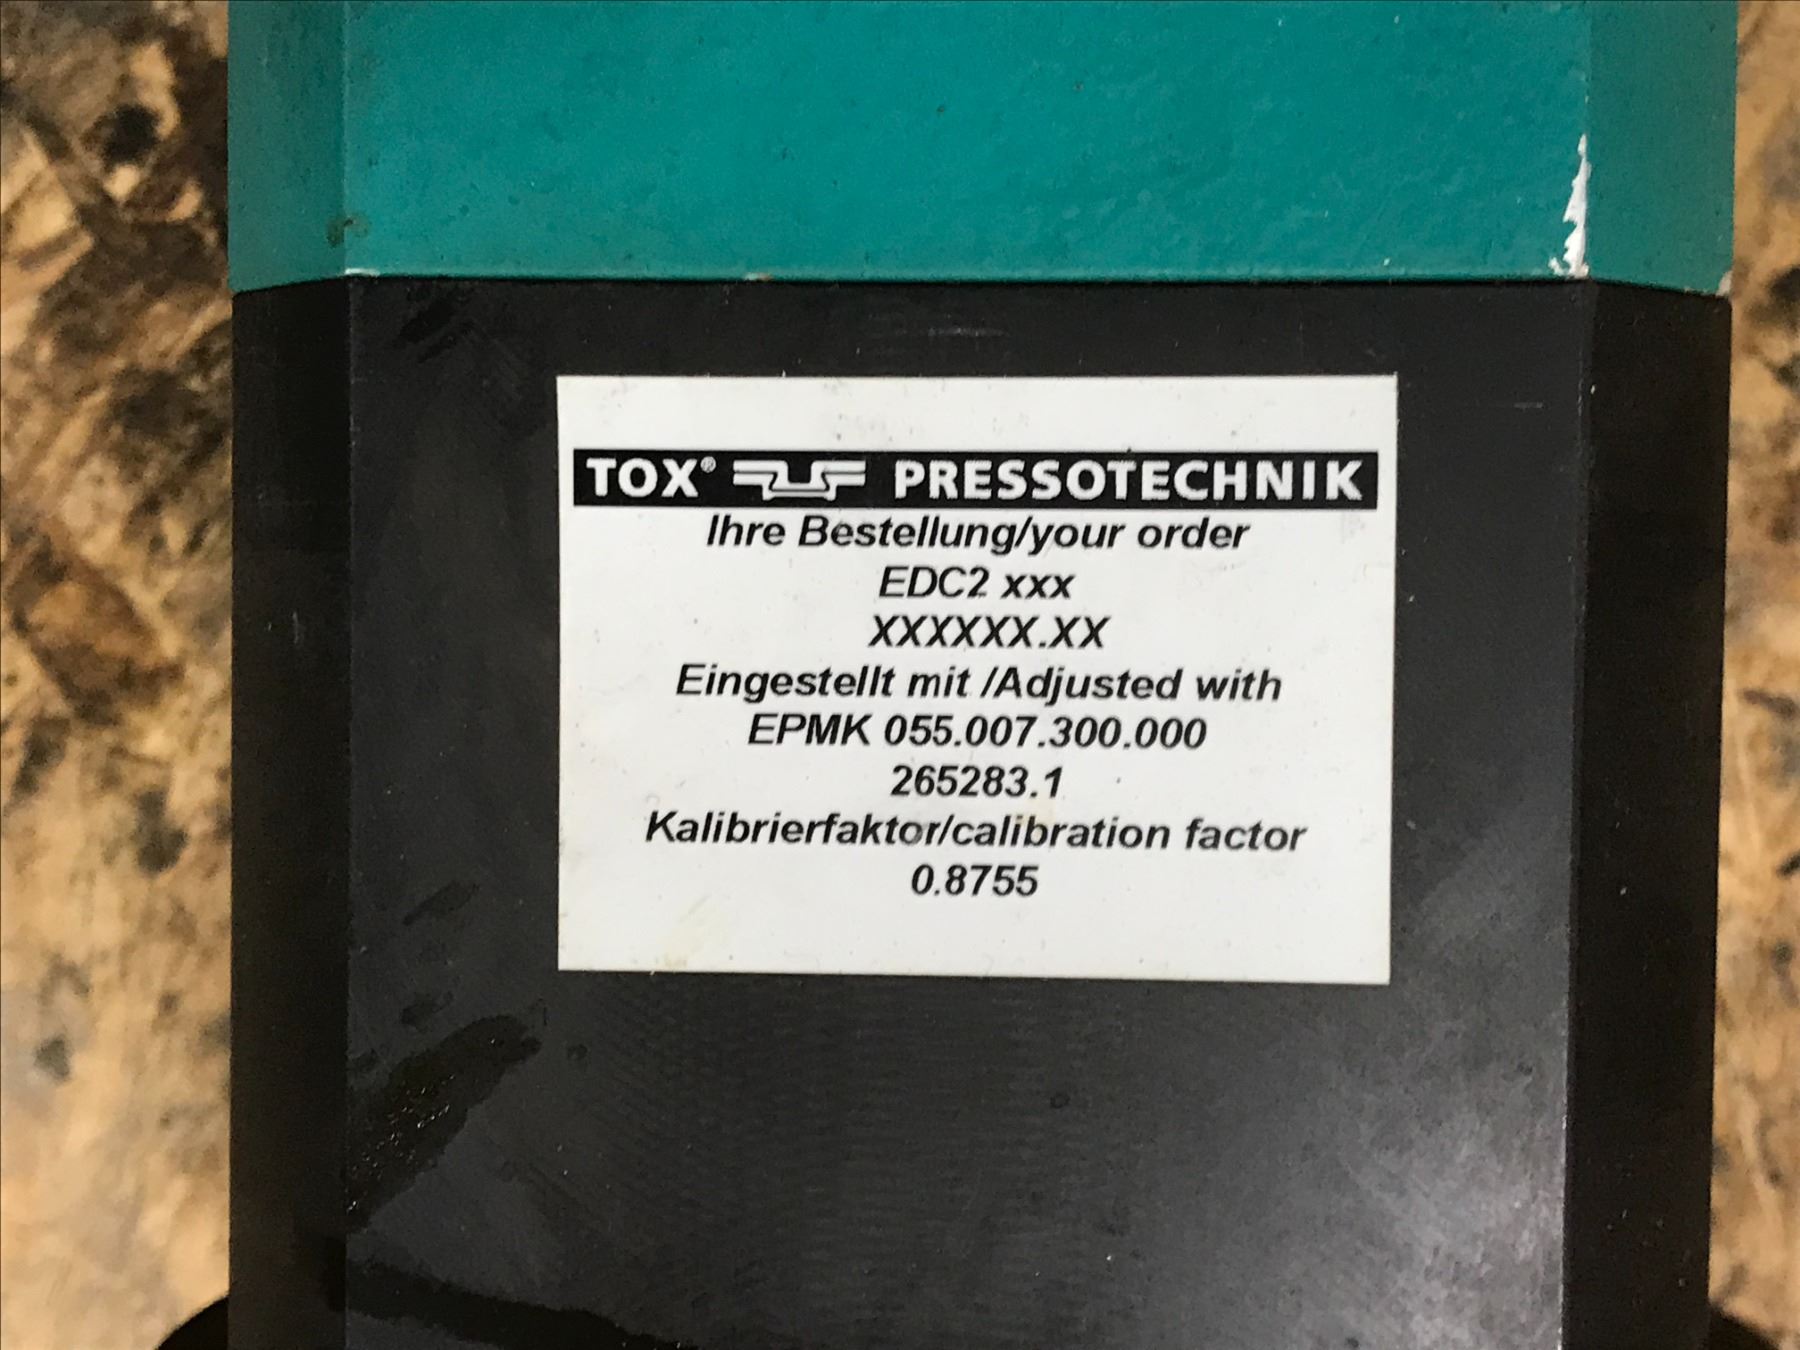 TOX® PRESSOTECHNIK
Ihre Bestellung/your order
EDC2 xxx
XXXXXX.XX
Eingestellt mit /Adjusted with
EPMK 055.007.300.000
265283.1
Kalibrierfaktor/calibration factor
0.8755